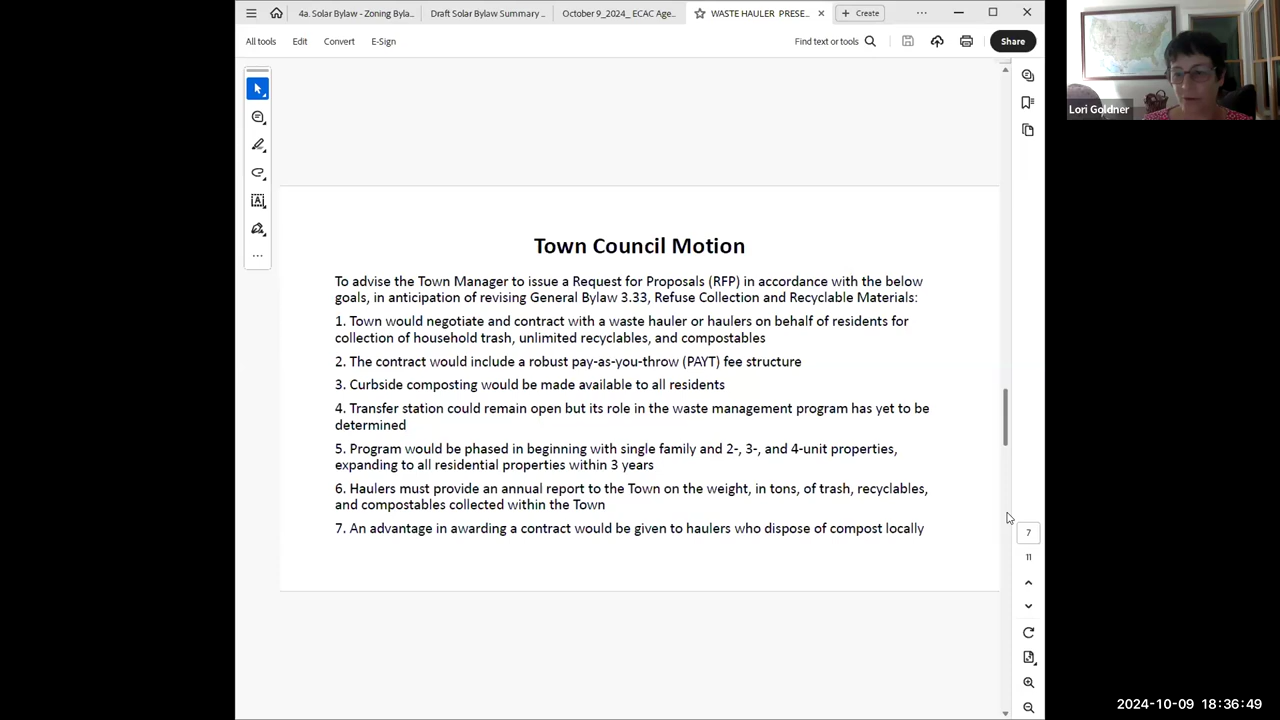 4a. Solar Bylaw - Zoning Byla...
Draft Solar Bylaw Summary ...
October 9_2024_ ECAC Age...
WASTE HAULER PRESE...
Create
All tools Edit Convert E-Sign
Find text or tools
Share
Lori Goldner
Town Council Motion
To advise the Town Manager to issue a Request for Proposals (RFP) in accordance with the below
goals, in anticipation of revising General Bylaw 3.33, Refuse Collection and Recyclable Materials:
1. Town would negotiate and contract with a waste hauler or haulers on behalf of residents for
collection of household trash, unlimited recyclables, and compostables
2. The contract would include a robust pay-as-you-throw (PAYT) fee structure
3. Curbside composting would be made available to all residents
4. Transfer station could remain open but its role in the waste management program has yet to be
determined
5. Program would be phased in beginning with single family and 2-, 3-, and 4-unit properties,
expanding to all residential properties within 3 years
6. Haulers must provide an annual report to the Town on the weight, in tons, of trash, recyclables,
and compostables collected within the Town
7. An advantage in awarding a contract would be given to haulers who dispose of compost locally
7
11
2024-10-09 18:36:49